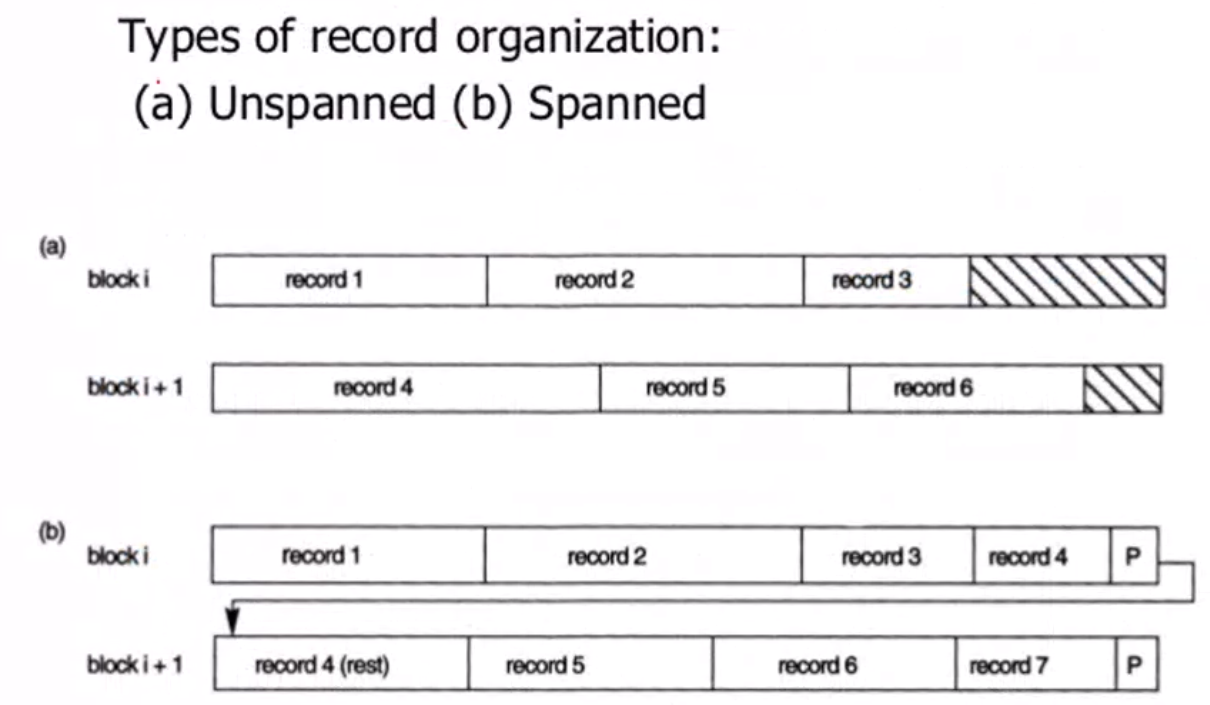 Types of record organization:
(a) Unspanned (b) Spanned
(a)
block i record 1 record 2 record 3
block i + 1 record 4 record 5 record 6
(b)
block i record 1 record 2 record 3 record 4 P
block i + 1 record 4 (rest) record 5 record 6 record 7 P